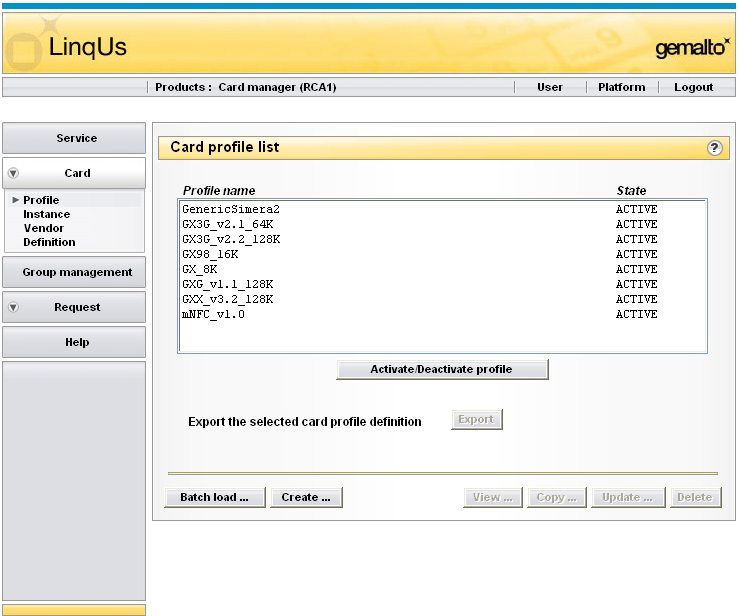 LinqUs
gemalto
Products : Card manager (RCA1)
User
Platform
Logout
Service
Card
Profile
Instance
Vendor
Definition
Group management
Request
Help
Card profile list
?
Profile name State
GenericSimera2 ACTIVE
GX3G_v2.1_64K ACTIVE
GX3G_v2.2_128K ACTIVE
GX98_16K ACTIVE
GX_8K ACTIVE
GXG_v1.1_128K ACTIVE
GXX_v3.2_128K ACTIVE
mNFC_v1.0 ACTIVE
Activate/Deactivate profile
Export the selected card profile definition Export
Batch load ... Create ... View ... Copy ... Update ... Delete